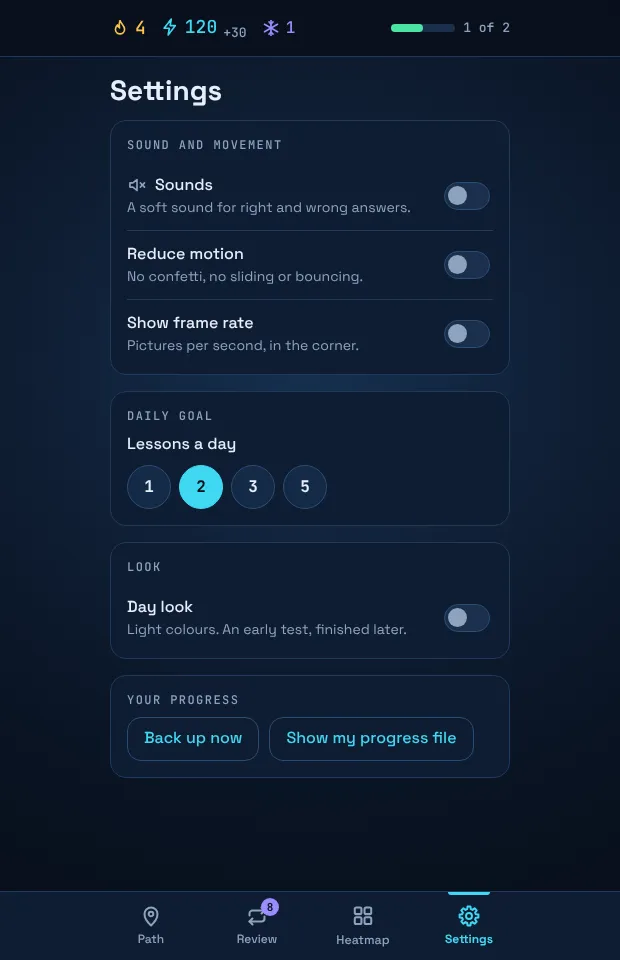 4 120 +30 1 1 of 2
Settings
SOUND AND MOVEMENT
Sounds
A soft sound for right and wrong answers.
Reduce motion
No confetti, no sliding or bouncing.
Show frame rate
Pictures per second, in the corner.
DAILY GOAL
Lessons a day
1 2 3 5
LOOK
Day look
Light colours. An early test, finished later.
YOUR PROGRESS
Back up now Show my progress file
8
Path Review Heatmap Settings